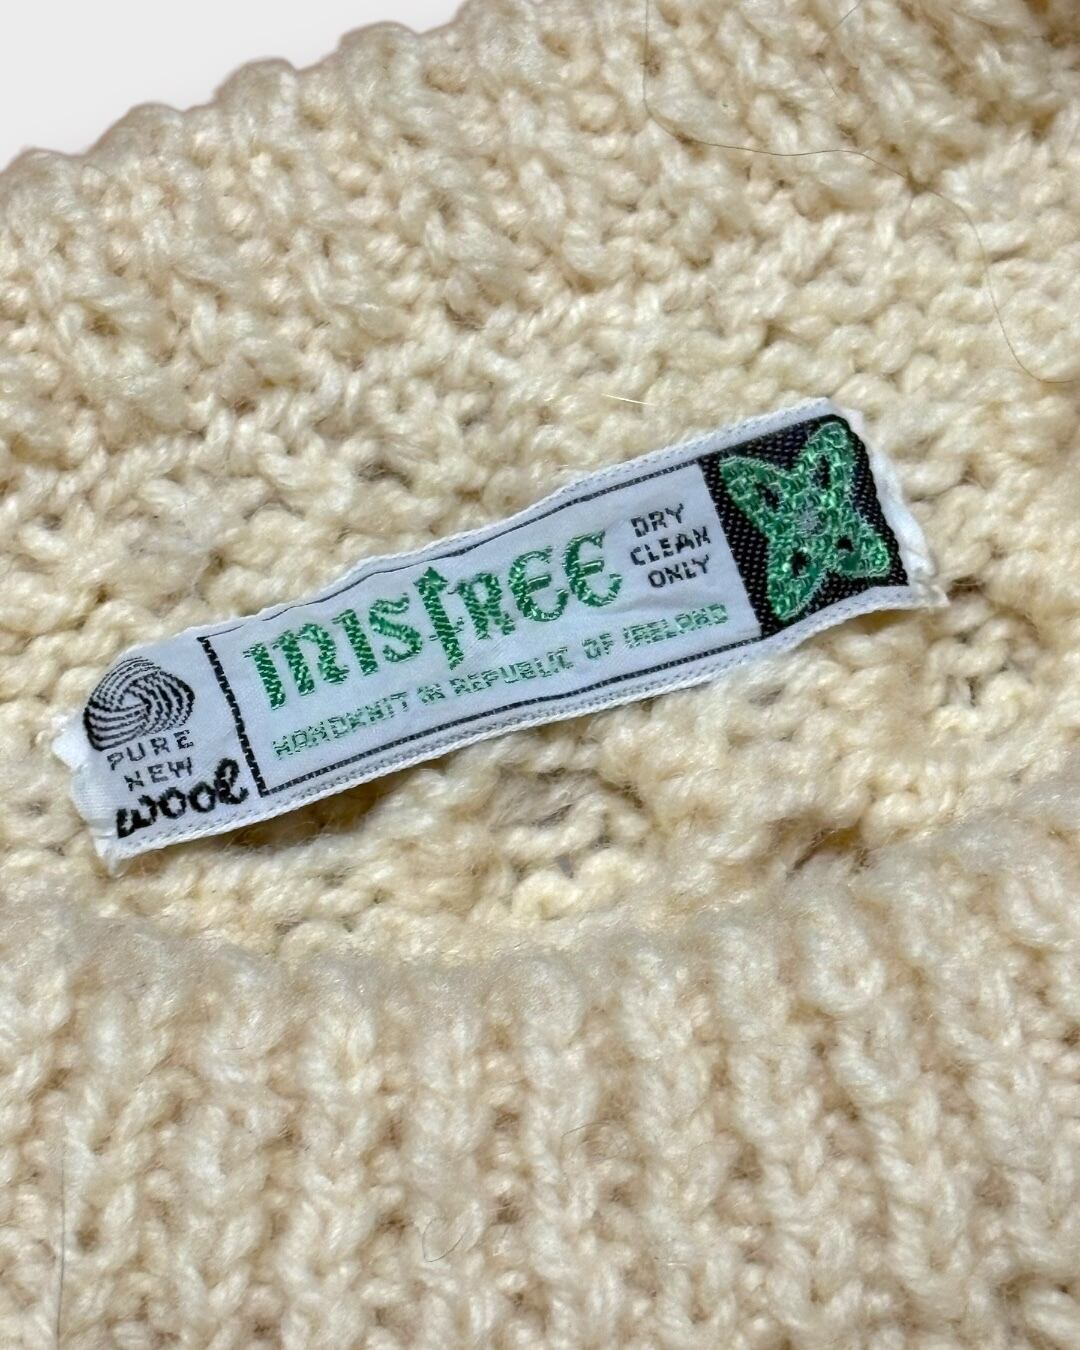 PURE
NEW
wool
INISFREE
HANDKNIT IN REPUBLIC OF IRELAND
DRY
CLEAN
ONLY